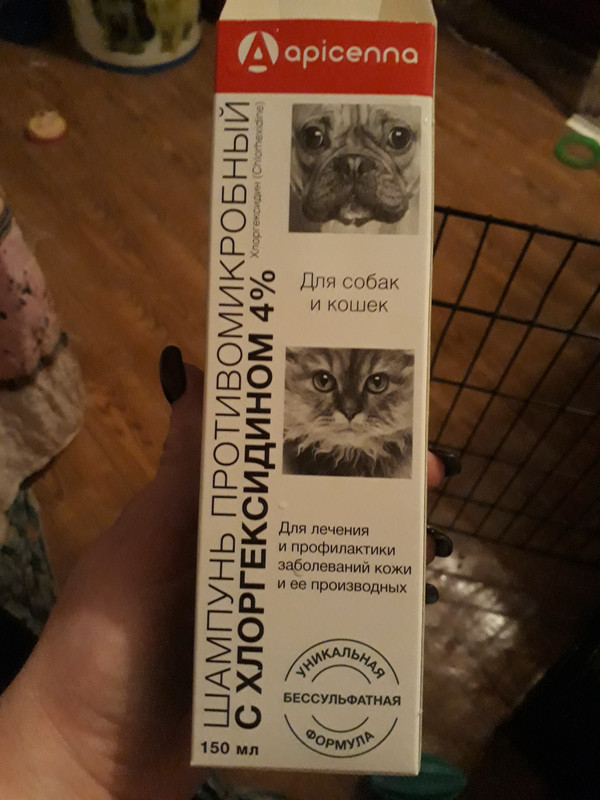 apicenna
ШАМПУНЬ ПРОТИВОМИКРОБНЫЙ
Хлоргексидин (Chlorhexidine)
С ХЛОРГЕКСИДИНОМ 4%
Для собак
и кошек
Для лечения
и профилактики
заболеваний кожи
и ее производных
УНИКАЛЬНАЯ
БЕССУЛЬФАТНАЯ
ФОРМУЛА
150 мл